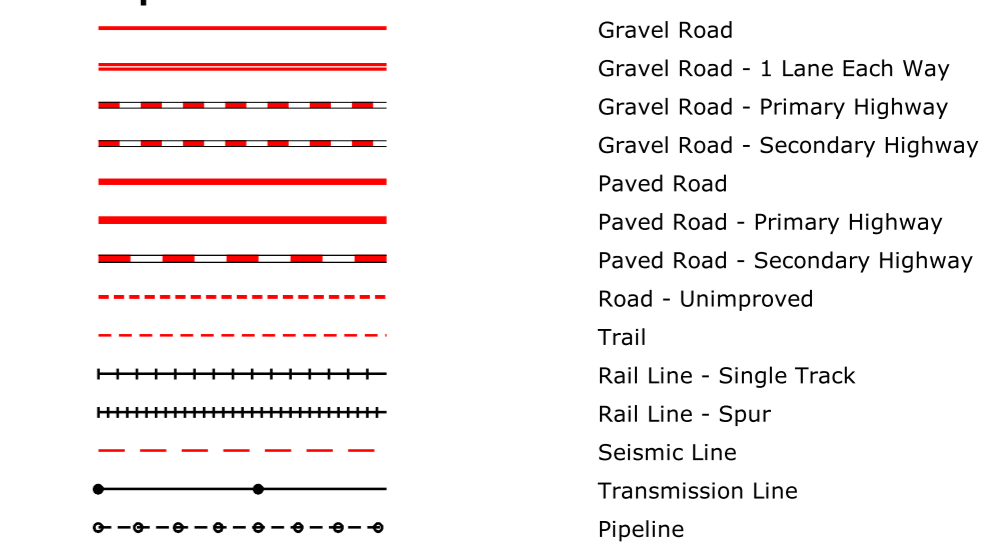 Gravel Road
Gravel Road - 1 Lane Each Way
Gravel Road - Primary Highway
Gravel Road - Secondary Highway
Paved Road
Paved Road - Primary Highway
Paved Road - Secondary Highway
Road - Unimproved
Trail
Rail Line - Single Track
Rail Line - Spur
Seismic Line
Transmission Line
Pipeline